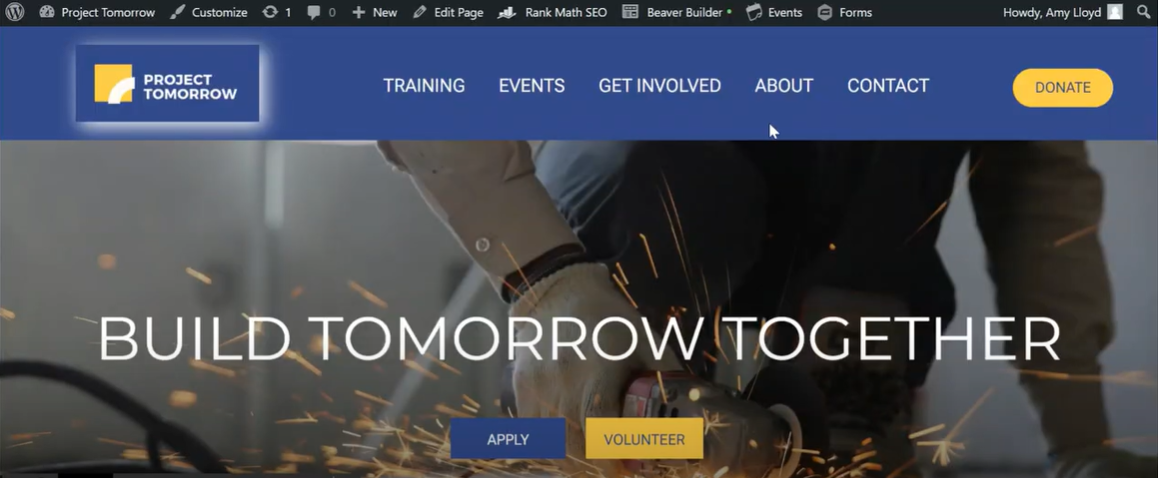 Project Tomorrow Customize 1 0 New Edit Page Rank Math SEO Beaver Builder Events Forms Howdy, Amy Lloyd
PROJECT
TOMORROW
TRAINING EVENTS GET INVOLVED ABOUT CONTACT DONATE
BUILD TOMORROW TOGETHER
APPLY VOLUNTEER